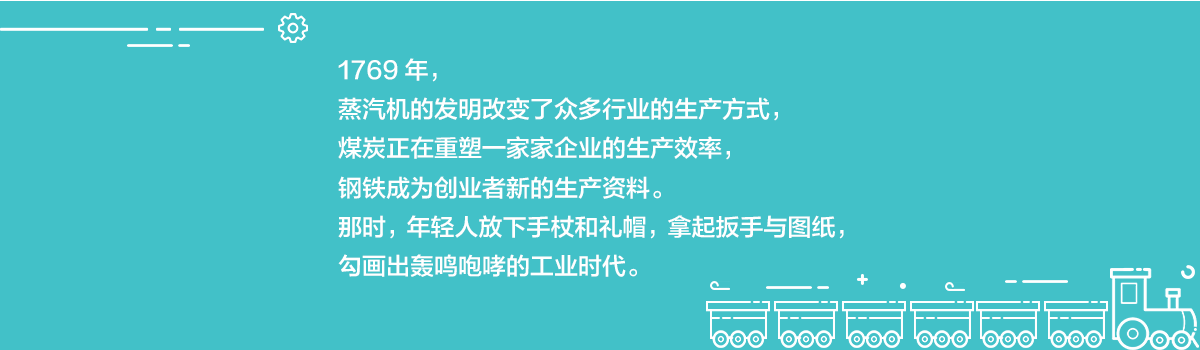 1769 年，
蒸汽机的发明改变了众多行业的生产方式，
煤炭正在重塑一家家企业的生产效率，
钢铁成为创业者新的生产资料。
那时，年轻人放下手杖和礼帽，拿起扳手与图纸，
勾画出轰鸣咆哮的工业时代。